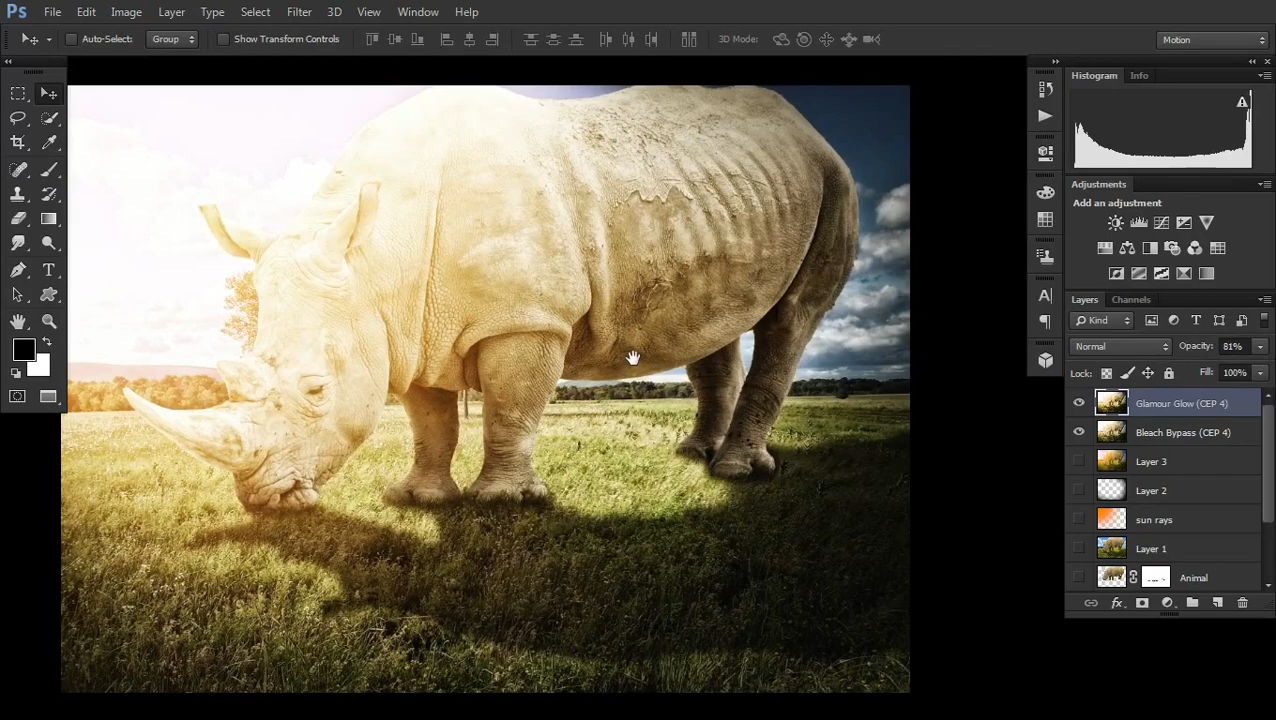 Ps File Edit Image Layer Type Select Filter 3D View Window Help
Auto-Select: Group Show Transform Controls 3D Mode: Motion
Histogram Info
Adjustments
Add an adjustment
Layers Channels
Kind
Normal Opacity: 81%
Lock: Fill: 100%
Glamour Glow (CEP 4)
Bleach Bypass (CEP 4)
Layer 3
Layer 2
sun rays
Layer 1
Animal
fx